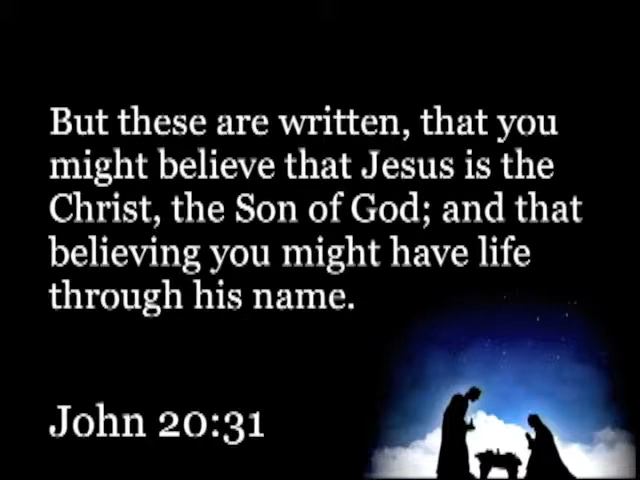 But these are written, that you
might believe that Jesus is the
Christ, the Son of God; and that
believing you might have life
through his name.
John 20:31